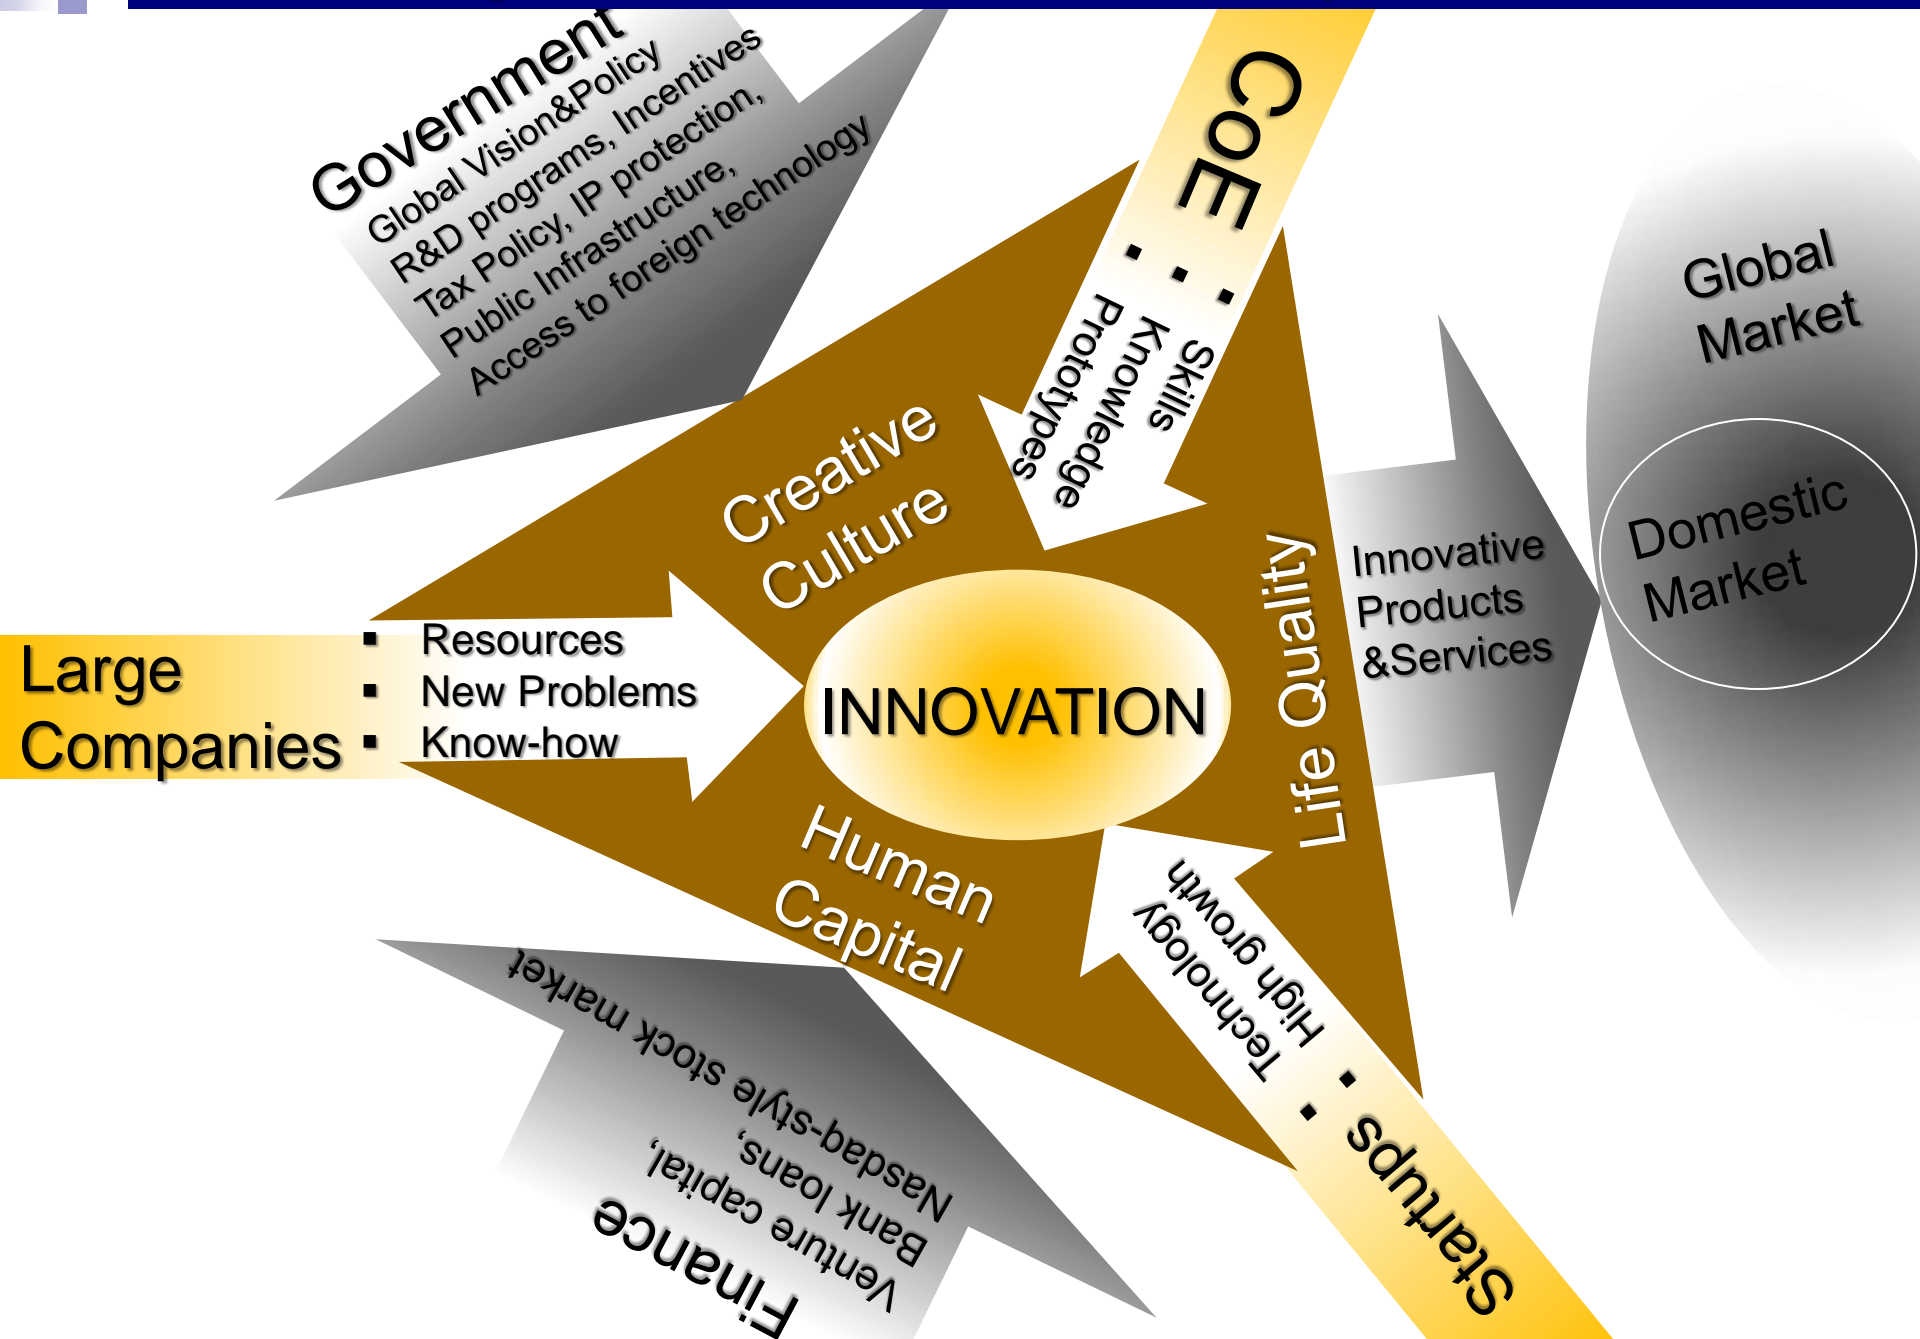 Government
Global Vision&Policy
R&D programs, Incentives
Tax Policy, IP protection,
Public Infrastructure,
Access to foreign technology
CoE
▪ Skills
▪ Knowledge
▪ Prototypes
Global
Market
Domestic
Market
Creative
Culture
Innovative
Products
&Services
Life Quality
Large
Companies
▪ Resources
▪ New Problems
▪ Know-how
INNOVATION
Human
Capital
Startups
▪ Technology
▪ High growth
Finance
Venture capital,
Bank loans,
Nasdaq-style stock market